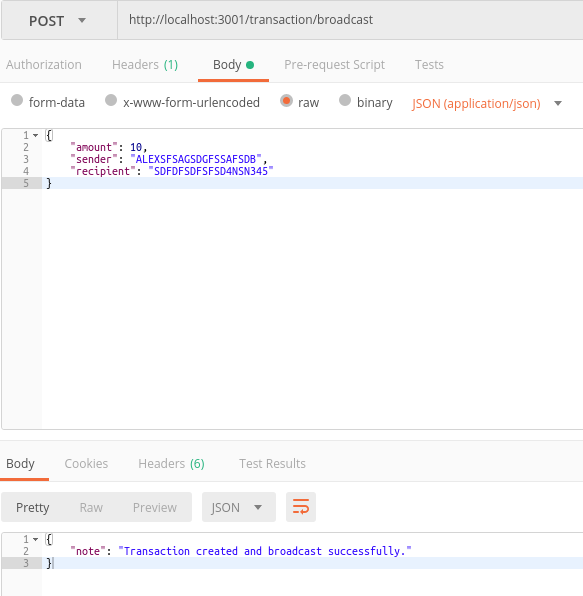 POST http://localhost:3001/transaction/broadcast
Authorization Headers (1) Body Pre-request Script Tests
form-data x-www-form-urlencoded raw binary JSON (application/json)
1 {
2 "amount": 10,
3 "sender": "ALEXSFSAGSDGFSSAFSDB",
4 "recipient": "SDFDFSDFSFSD4NSN345"
5 }
Body Cookies Headers (6) Test Results
Pretty Raw Preview JSON
1 {
2 "note": "Transaction created and broadcast successfully."
3 }